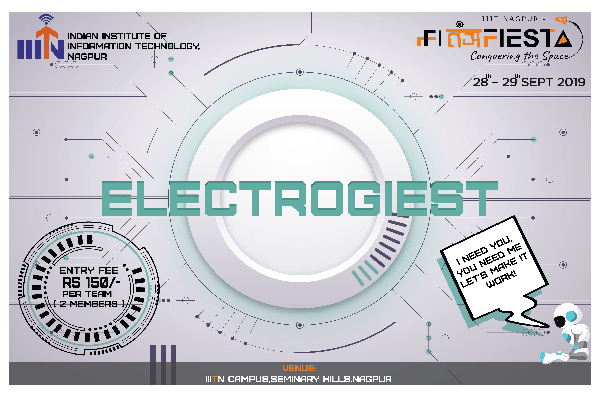 IIITN
INDIAN INSTITUTE OF
INFORMATION TECHNOLOGY,
NAGPUR
IIIT NAGPUR
FIESTA
Conquering the Space
28th - 29th SEPT 2019
ELECTROGIEST
ENTRY FEE
RS 150/-
PER TEAM
( 2 MEMBERS )
I NEED YOU,
YOU NEED ME
LET'S MAKE IT
WORK!
VENUE:
IIITN CAMPUS,SEMINARY HILLS,NAGPUR